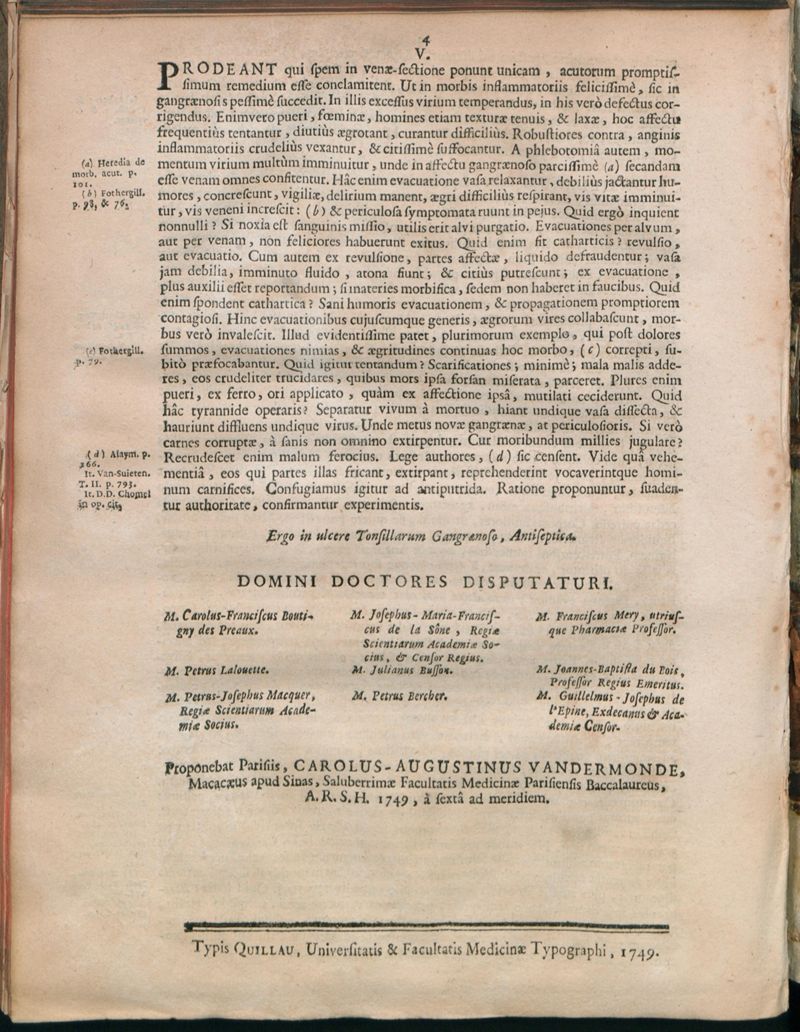 4
V.
PRODEANT qui ſpem in venæ-ſectione ponunt unicam, acutorum promptiſ-
ſimum remedium eſſe conclamitent. Ut in morbis inflammatoriis feliciſſimè, ſic in
gangrænoſis peſſimè ſuccedit. In illis exceſſus virium temperandus, in his verò defectus cor-
rigendus. Enimvero pueri, fœminæ, homines etiam texturæ tenuis, & laxæ, hoc affectu
frequentiùs tentantur, diutiùs ægrotant, curantur difficiliùs. Robuſtiores contra, anginis
inflammatoriis crudeliùs vexantur, & citiſſimè ſuffocantur. A phlebotomiâ autem, mo-
(a) Heredia de
morb. acut. p.
101.
mentum virium multùm imminuitur, unde in affectu gangrænoſo parciſſimè (a) ſecandam
eſſe venam omnes confitentur. Hâc enim evacuatione vaſa relaxantur, debiliùs jactantur hu-
(b) Fothergill.
p. 58, & 76.
mores, concreſcunt, vigiliæ, delirium manent, ægri difficiliùs reſpirant, vis vitæ imminui-
tur, vis veneni increſcit: (b) & periculoſa ſymptomata ruunt in pejus. Quid ergò inquient
nonnulli? Si noxia eſt ſanguinis miſſio, utilis erit alvi purgatio. Evacuationes per alvum,
aut per venam, non feliciores habuerunt exitus. Quid enim fit catharticis? revulſio,
aut evacuatio. Cum autem ex revulſione, partes affectæ, liquido defraudentur; vaſa
jam debilia, imminuto fluido, atona fiunt; & citiùs putreſcunt; ex evacuatione,
plus auxilii eſſet reportandum; ſi materies morbifica, ſedem non haberet in faucibus. Quid
enim ſpondent cathartica? Sani humoris evacuationem, & propagationem promptiorem
contagioſi. Hinc evacuationibus cujuſcumque generis, ægrorum vires collabaſcunt, mor-
bus verò invaleſcit. Illud evidentiſſime patet, plurimorum exemplo, qui poſt dolores
(c) Fothergill.
p. 79.
ſummos, evacuationes nimias, & ægritudines continuas hoc morbo, (c) correpti, ſu-
bitò præfocabantur. Quid igitur tentandum? Scarificationes; minimè; mala malis adde-
res, eos crudeliter trucidares, quibus mors ipſa forſan miſerata, parceret. Plures enim
pueri, ex ferro, ori applicato, quàm ex affectione ipsâ, mutilati ceciderunt. Quid
hâc tyrannide operaris? Separatur vivum à mortuo, hiant undique vaſa diſſecta, &
hauriunt diffluens undique virus. Unde metus novæ gangrænæ, at periculoſioris. Si verò
carnes corruptæ, à ſanis non omnino extirpentur. Cur moribundum millies jugulare?
(d) Alaym. p.
366.
It. Van-Suieten.
T. II. p. 793.
It. D.D. Chomel
in op. cit.
Recrudeſcet enim malum ferocius. Lege authores, (d) ſic cenſent. Vide quâ vehe-
mentiâ, eos qui partes illas fricant, extirpant, reprehenderint vocaverintque homi-
num carnifices. Confugiamus igitur ad antiputrida. Ratione proponuntur, ſuaden-
tur authoritate, confirmantur experimentis.
Ergo in ulcere Tonſillarum Gangrænoſo, Antiſeptica.
DOMINI DOCTORES DISPUTATURI.
M. Carolus-Franciſcus Bouti-
gny des Preaux.
M. Petrus Lalouette.
M. Petrus-Joſephus Macquer,
Regiæ Scientiarum Acade-
miæ Socius.
M. Joſephus-Maria-Franciſ-
cus de la Sône, Regiæ
Scientiarum Academiæ So-
cius, & Cenſor Regius.
M. Julianus Buſſon.
M. Petrus Bercher.
M. Franciſcus Mery, utriuſ-
que Pharmaciæ Profeſſor.
M. Joannes-Baptiſta du Bois,
Profeſſor Regius Emeritus.
M. Guillelmus-Joſephus de
l'Epine, Exdecanus & Aca-
demiæ Cenſor.
Proponebat Pariſiis, CAROLUS-AUGUSTINUS VANDERMONDE,
Macacæus apud Sinas, Saluberrimæ Facultatis Medicinæ Pariſienſis Baccalaureus,
A. R. S. H. 1749, à ſextâ ad meridiem.
Typis QUILLAU, Univerſitatis & Facultatis Medicinæ Typographi, 1749.